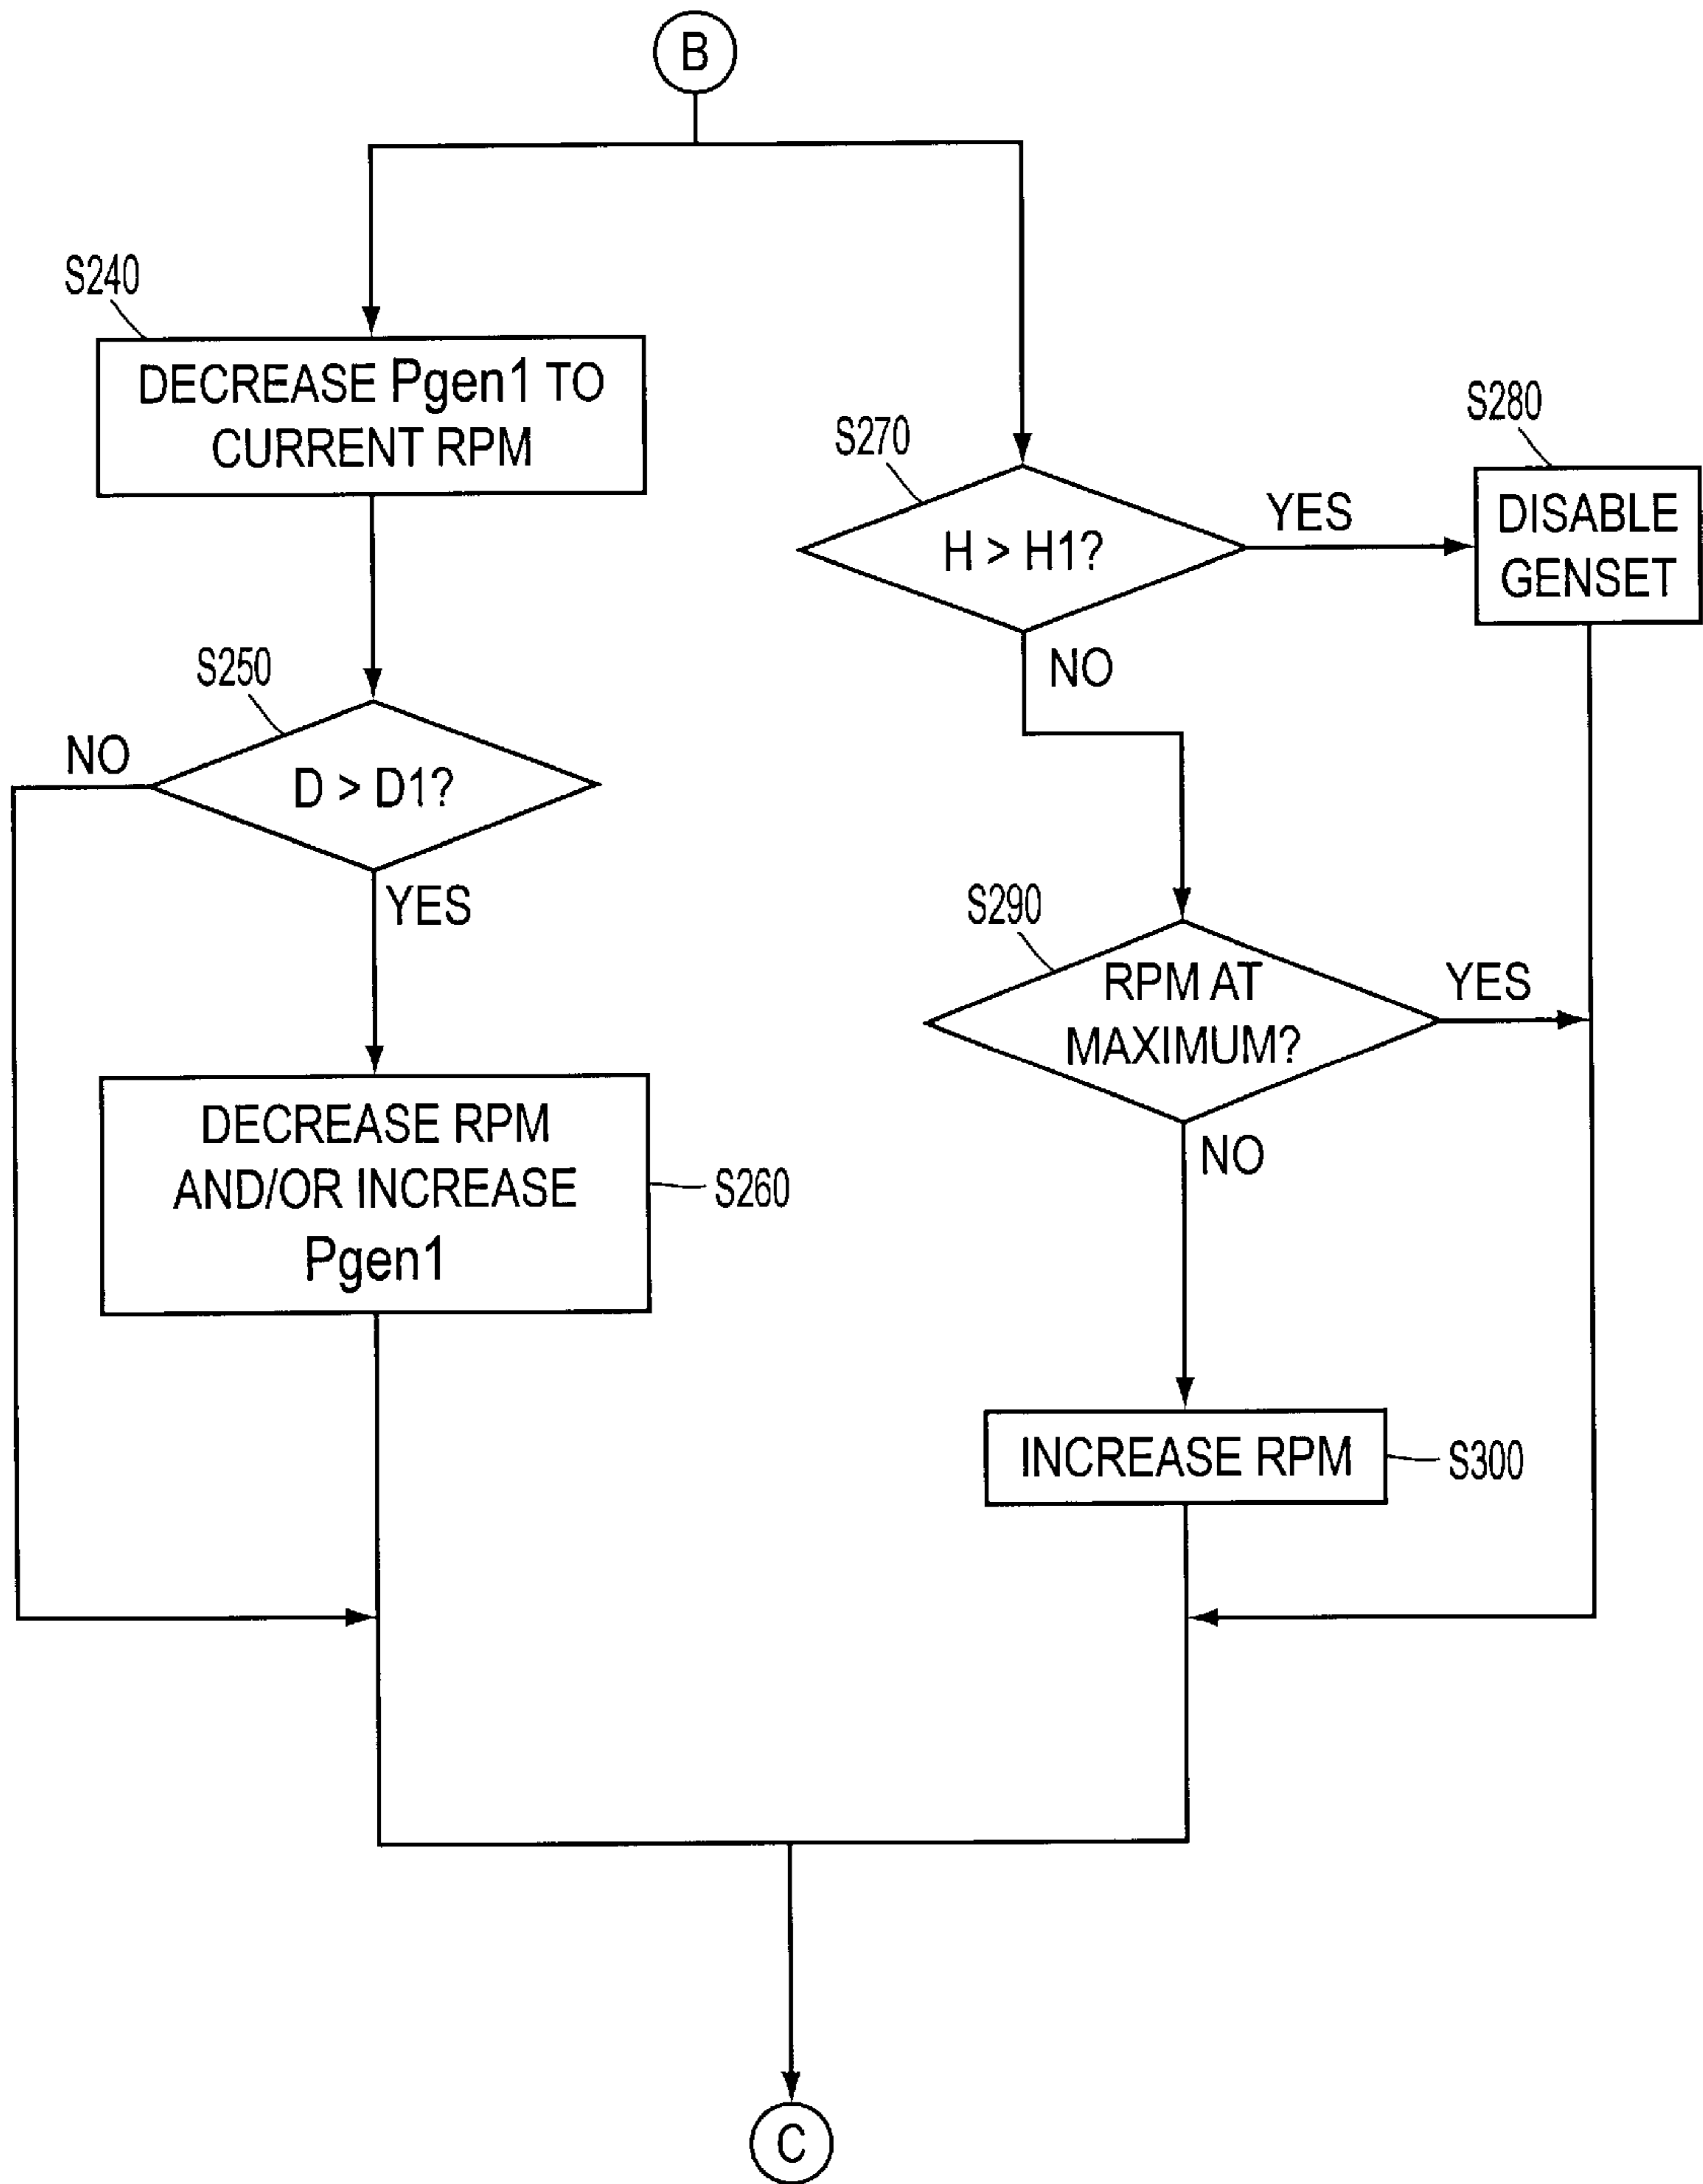 B
S240
DECREASE Pgen1 TO
CURRENT RPM
S270
H > H1?
YES
NO
S280
DISABLE
GENSET
S250
D > D1?
NO
YES
S290
RPM AT
MAXIMUM?
YES
NO
DECREASE RPM
AND/OR INCREASE
Pgen1
S260
INCREASE RPM
S300
C